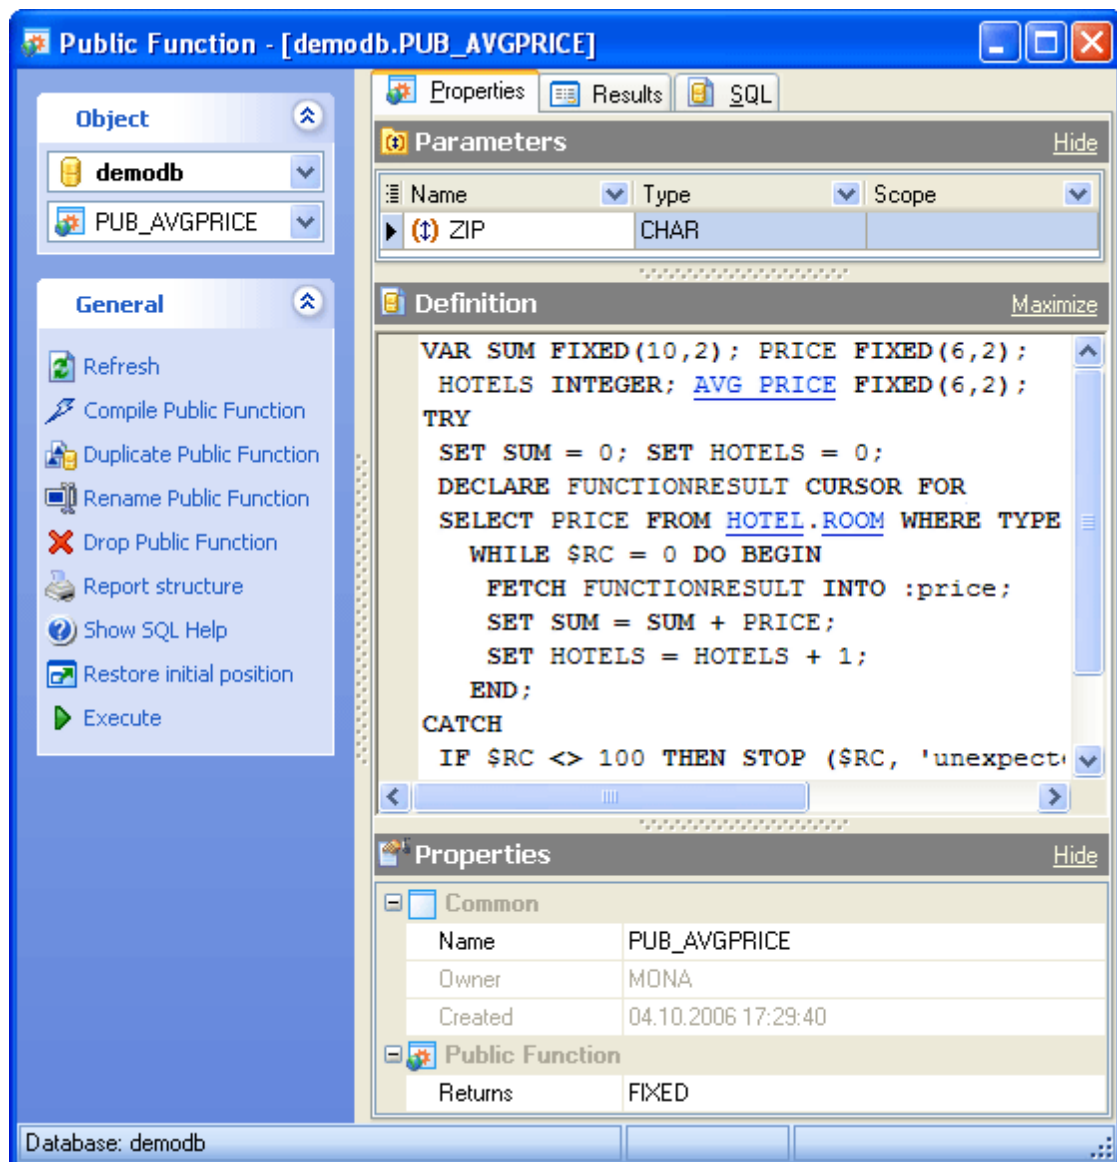 Public Function - [demodb.PUB_AVGPRICE]
Object
demodb
PUB_AVGPRICE
General
Refresh
Compile Public Function
Duplicate Public Function
Rename Public Function
Drop Public Function
Report structure
Show SQL Help
Restore initial position
Execute
Properties Results SQL
Parameters Hide
Name Type Scope
ZIP CHAR
Definition Maximize
VAR SUM FIXED(10,2); PRICE FIXED(6,2);
HOTELS INTEGER; AVG_PRICE FIXED(6,2);
TRY
SET SUM = 0; SET HOTELS = 0;
DECLARE FUNCTIONRESULT CURSOR FOR
SELECT PRICE FROM HOTEL.ROOM WHERE TYPE
WHILE $RC = 0 DO BEGIN
FETCH FUNCTIONRESULT INTO :price;
SET SUM = SUM + PRICE;
SET HOTELS = HOTELS + 1;
END;
CATCH
IF $RC <> 100 THEN STOP ($RC, 'unexpect
Properties Hide
Common
Name PUB_AVGPRICE
Owner MONA
Created 04.10.2006 17:29:40
Public Function
Returns FIXED
Database: demodb